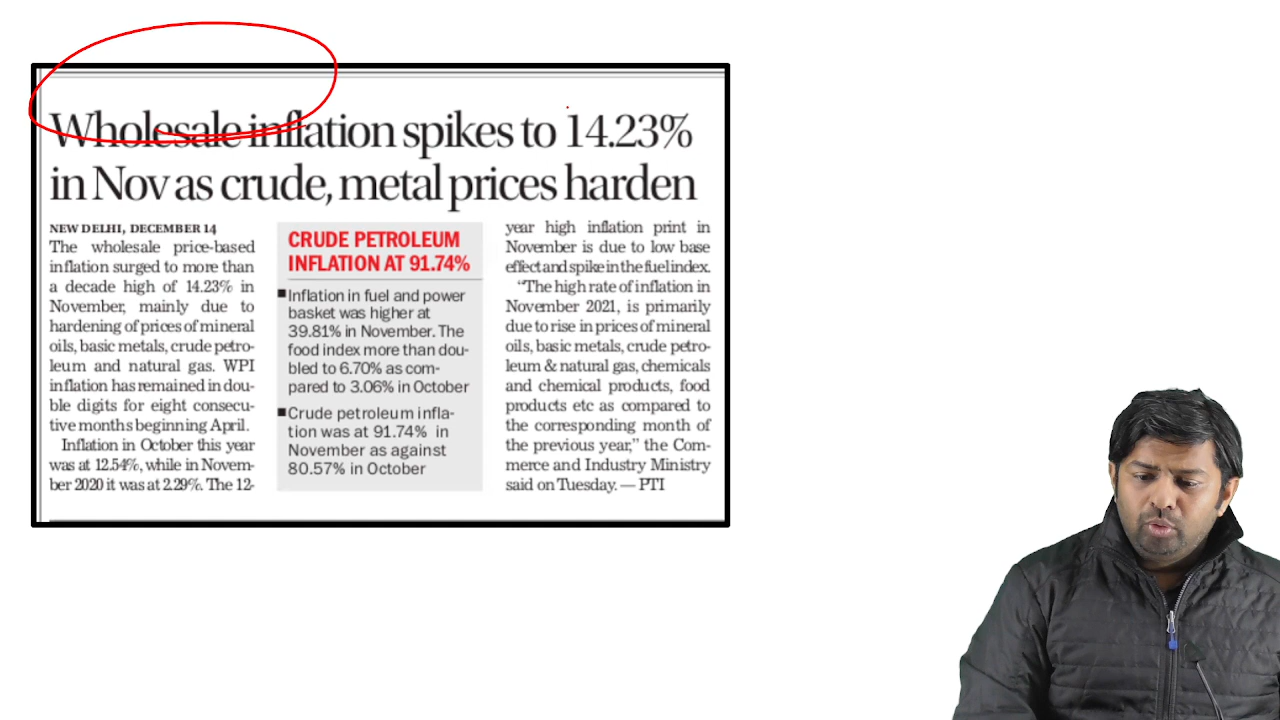 Wholesale inflation spikes to 14.23%
in Nov as crude, metal prices harden
NEW DELHI, DECEMBER 14
The wholesale price-based
inflation surged to more than
a decade high of 14.23% in
November, mainly due to
hardening of prices of mineral
oils, basic metals, crude petro-
leum and natural gas. WPI
inflation has remained in dou-
ble digits for eight consecu-
tive months beginning April.
Inflation in October this year
was at 12.54%, while in Novem-
ber 2020 it was at 2.29%. The 12-
CRUDE PETROLEUM
INFLATION AT 91.74%
■ Inflation in fuel and power
basket was higher at
39.81% in November. The
food index more than dou-
bled to 6.70% as com-
pared to 3.06% in October
■ Crude petroleum infla-
tion was at 91.74% in
November as against
80.57% in October
year high inflation print in
November is due to low base
effect and spike in the fuel index.
“The high rate of inflation in
November 2021, is primarily
due to rise in prices of mineral
oils, basic metals, crude petro-
leum & natural gas, chemicals
and chemical products, food
products etc as compared to
the corresponding month of
the previous year,” the Com-
merce and Industry Ministry
said on Tuesday. — PTI